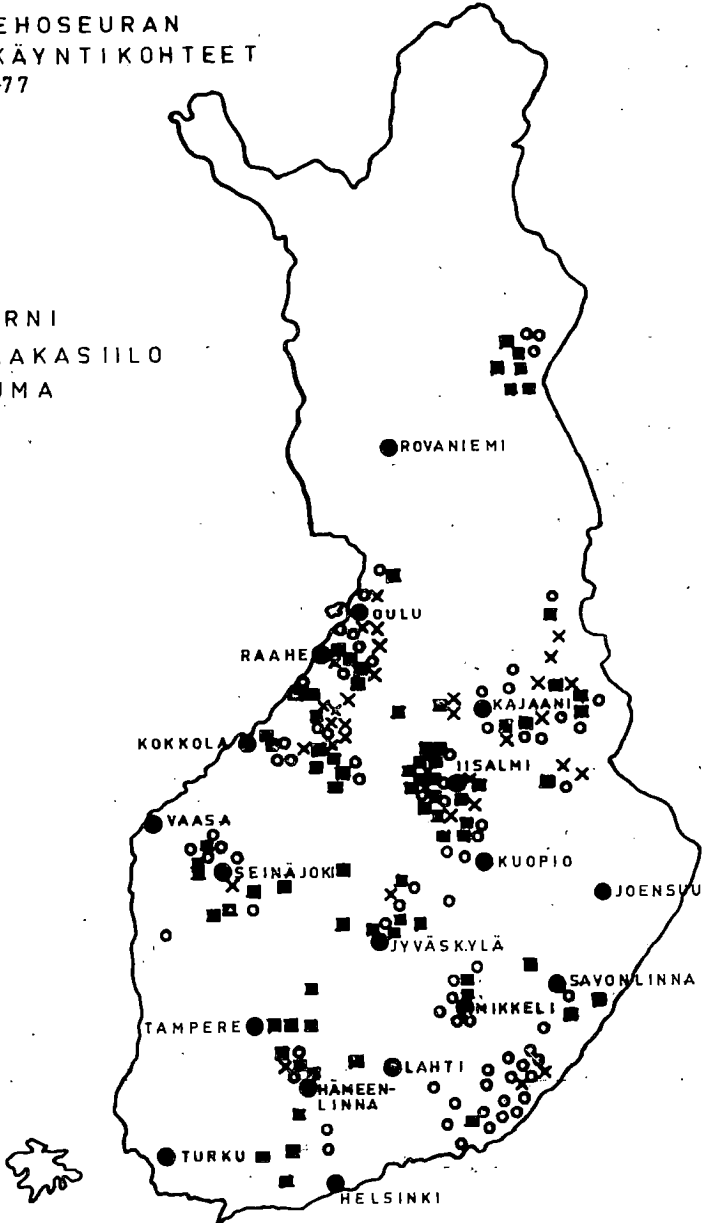 EHOSEURAN
KÄYNTIKOHTEET
-77
RNI
AKASIILO
UMA
ROVANIEMI
OULU
RAAHE
KAJAANI
KOKKOLA
IISALMI
VAASA
KUOPIO
SEINÄJOKI
JOENSUU
JYVÄSKYLÄ
SAVONLINNA
MIKKELI
TAMPERE
LAHTI
HÄMEEN-
LINNA
TURKU
HELSINKI